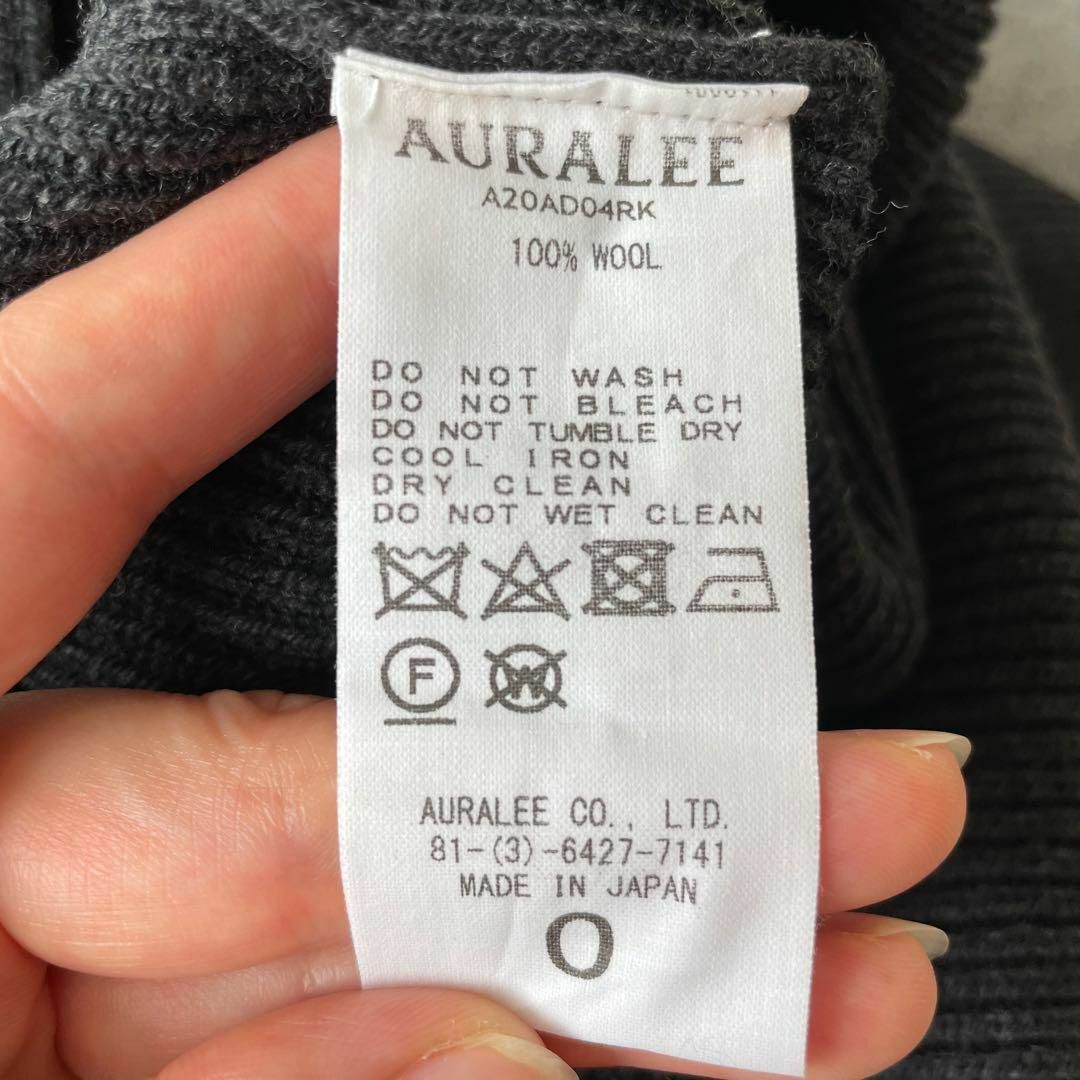 AURALEE
A20AD04RK
100% WOOL
DO NOT WASH
DO NOT BLEACH
DO NOT TUMBLE DRY
COOL IRON
DRY CLEAN
DO NOT WET CLEAN
F W
AURALEE CO., LTD.
81-(3)-6427-7141
MADE IN JAPAN
O